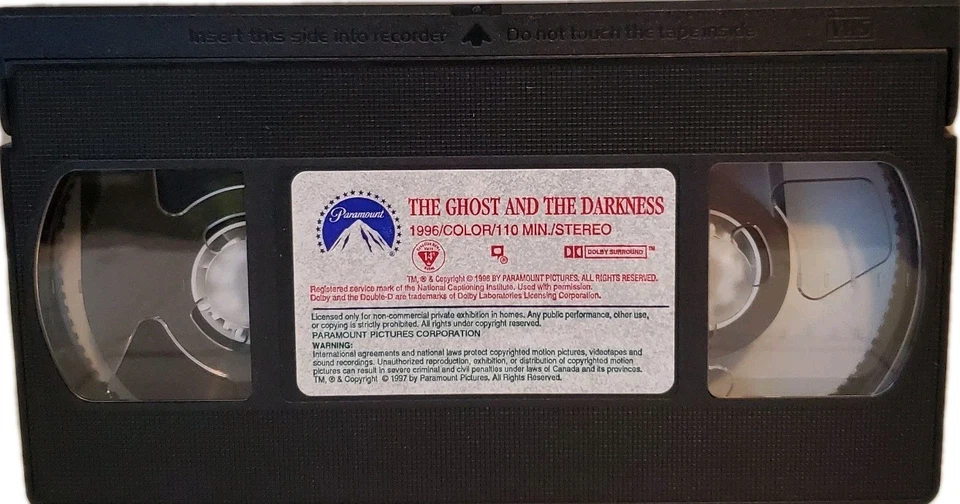 Insert this side into recorder Do not touch the tape inside VHS
Paramount ®
THE GHOST AND THE DARKNESS
1996/COLOR/110 MIN./STEREO
14
DOLBY SURROUND ™
TM, ® & Copyright © 1996 BY PARAMOUNT PICTURES. ALL RIGHTS RESERVED.
Registered service mark of the National Captioning Institute. Used with permission.
Dolby and the Double-D are trademarks of Dolby Laboratories Licensing Corporation.
Licensed only for non-commercial private exhibition in homes. Any public performance, other use,
or copying is strictly prohibited. All rights under copyright reserved.
PARAMOUNT PICTURES CORPORATION
WARNING:
International agreements and national laws protect copyrighted motion pictures, videotapes and
sound recordings. Unauthorized reproduction, exhibition, or distribution of copyrighted motion
pictures can result in severe criminal and civil penalties under laws of Canada and its provinces.
TM, ® & Copyright © 1997 by Paramount Pictures. All Rights Reserved.